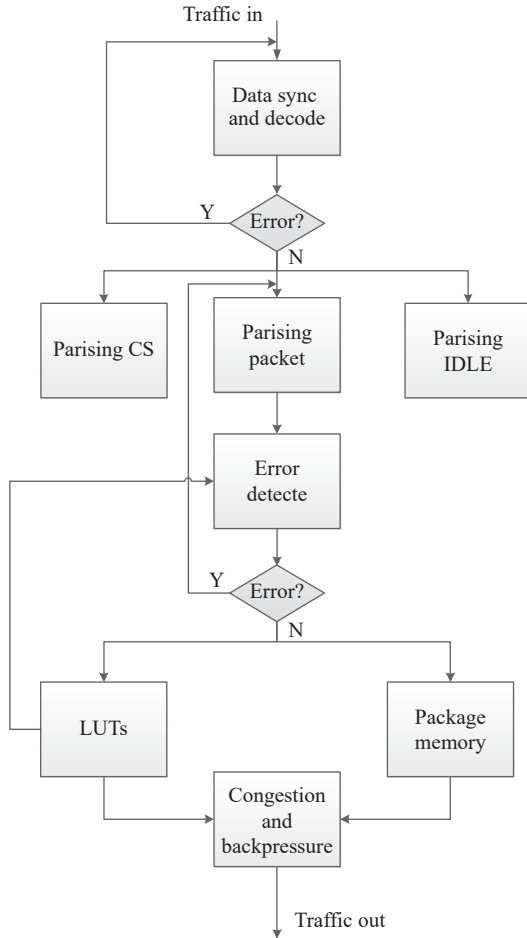 Traffic in
Data sync
and decode
Y
Error?
N
Parising CS
Parising
packet
Parising
IDLE
Error
detecte
Y
Error?
N
LUTs
Package
memory
Congestion
and
backpressure
Traffic out